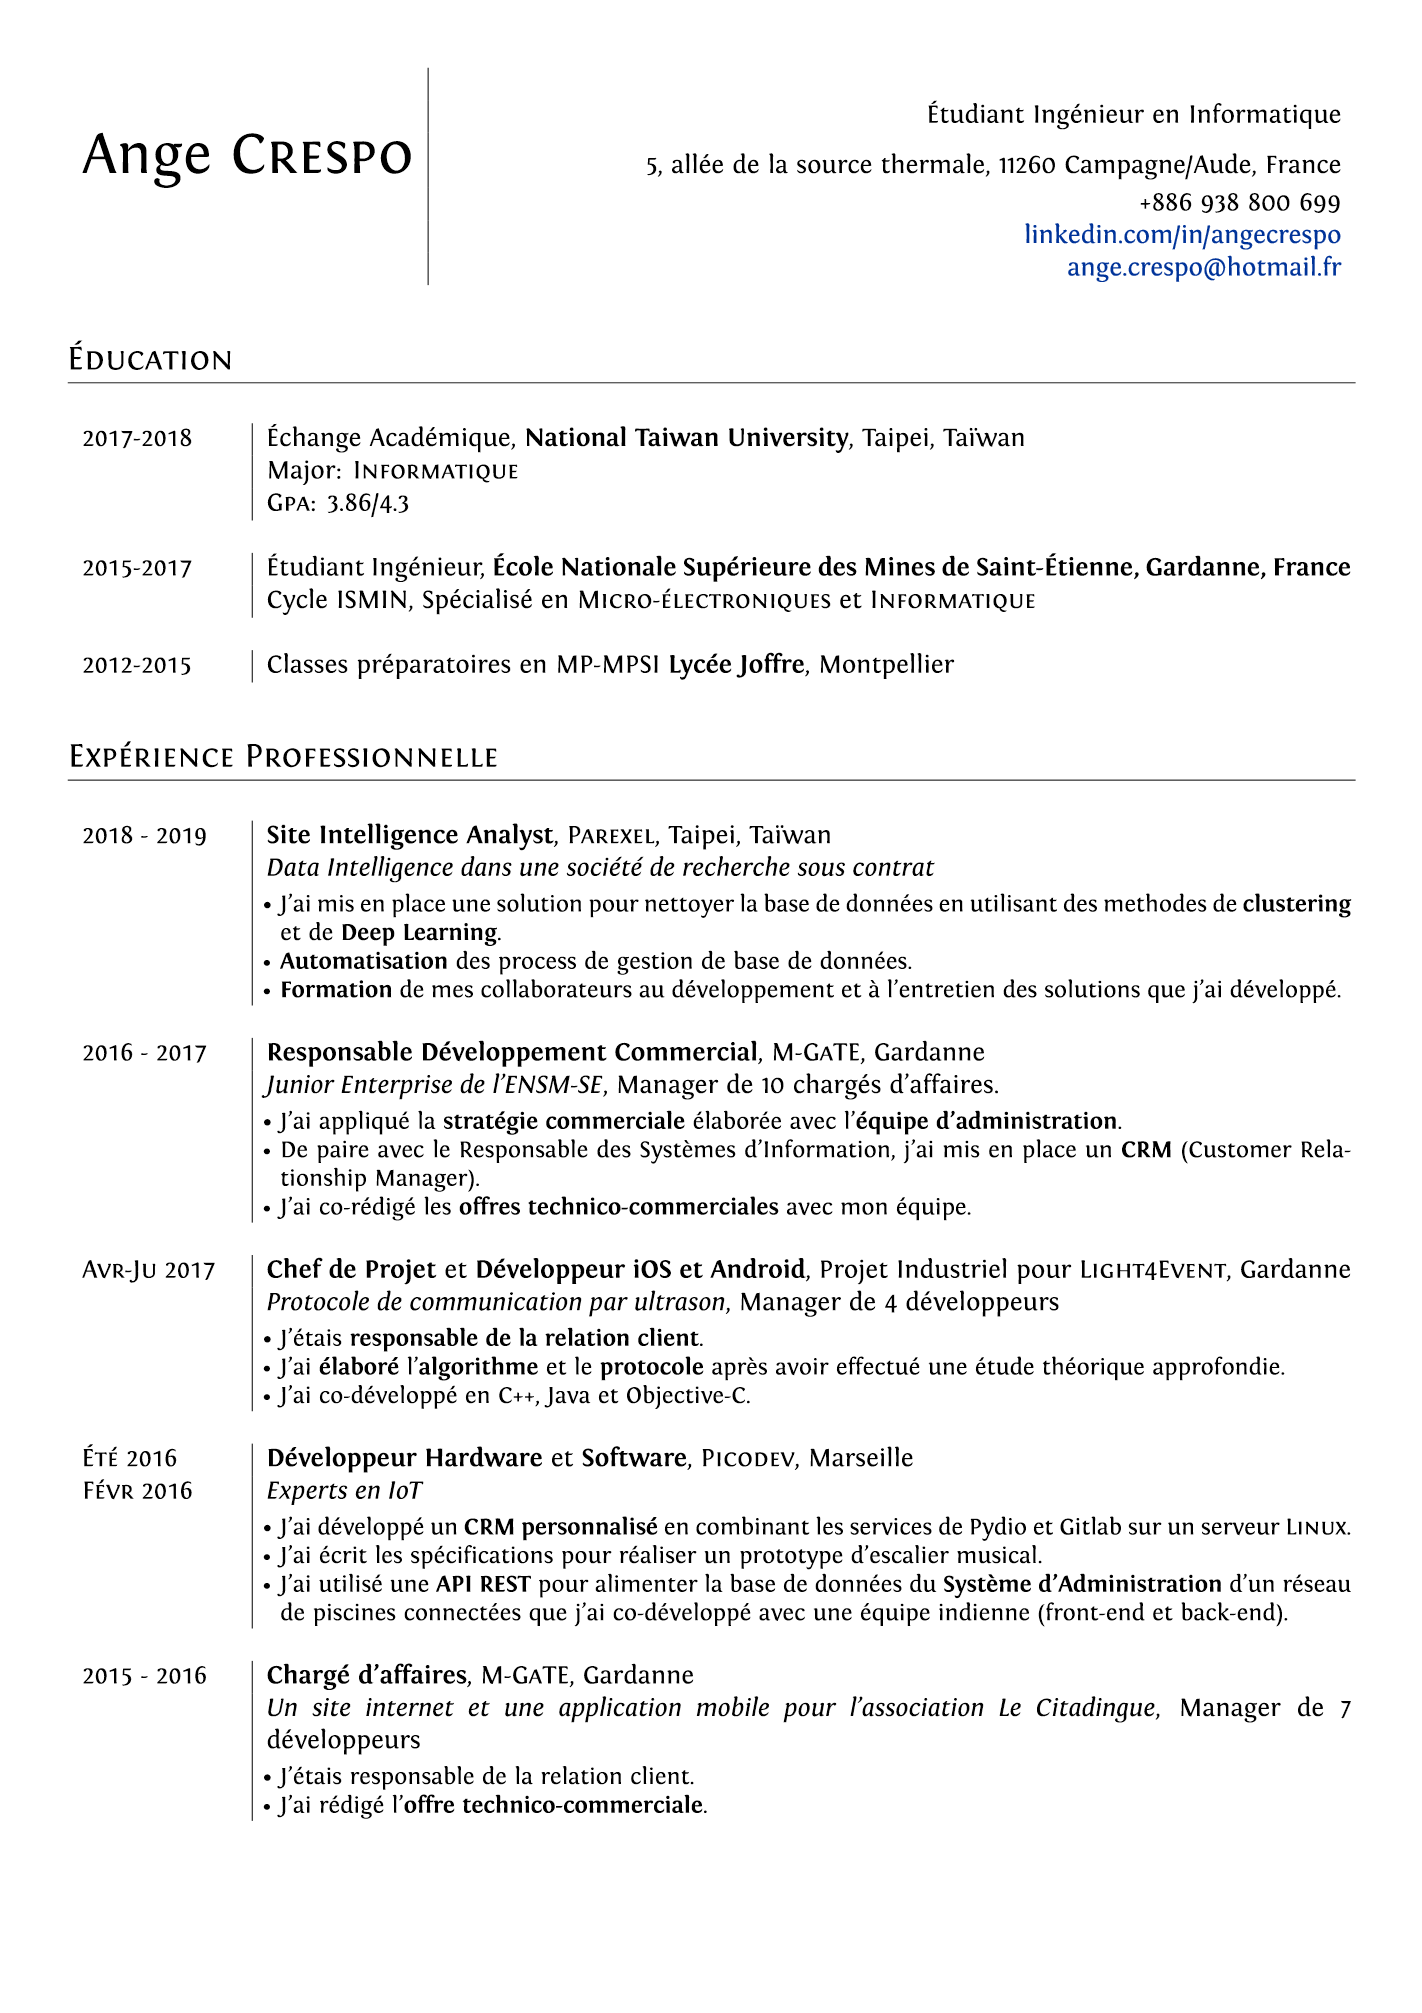 Ange Crespo
Étudiant Ingénieur en Informatique
5, allée de la source thermale, 11260 Campagne/Aude, France
+886 938 800 699
linkedin.com/in/angecrespo
ange.crespo@hotmail.fr
Éducation
2017-2018
Échange Académique, National Taiwan University, Taipei, Taïwan
Major: Informatique
Gpa: 3.86/4.3
2015-2017
Étudiant Ingénieur, École Nationale Supérieure des Mines de Saint-Étienne, Gardanne, France
Cycle ISMIN, Spécialisé en Micro-électroniques et Informatique
2012-2015
Classes préparatoires en MP-MPSI Lycée Joffre, Montpellier
Expérience Professionnelle
2018 - 2019
Site Intelligence Analyst, Parexel, Taipei, Taïwan
Data Intelligence dans une société de recherche sous contrat
• J'ai mis en place une solution pour nettoyer la base de données en utilisant des methodes de clustering
et de Deep Learning.
• Automatisation des process de gestion de base de données.
• Formation de mes collaborateurs au développement et à l'entretien des solutions que j'ai développé.
2016 - 2017
Responsable Développement Commercial, M-GaTE, Gardanne
Junior Enterprise de l'ENSM-SE, Manager de 10 chargés d'affaires.
• J'ai appliqué la stratégie commerciale élaborée avec l'équipe d'administration.
• De paire avec le Responsable des Systèmes d'Information, j'ai mis en place un CRM (Customer Rela-
tionship Manager).
• J'ai co-rédigé les offres technico-commerciales avec mon équipe.
Avr-Ju 2017
Chef de Projet et Développeur iOS et Android, Projet Industriel pour Light4Event, Gardanne
Protocole de communication par ultrason, Manager de 4 développeurs
• J'étais responsable de la relation client.
• J'ai élaboré l'algorithme et le protocole après avoir effectué une étude théorique approfondie.
• J'ai co-développé en C++, Java et Objective-C.
Été 2016
Févr 2016
Développeur Hardware et Software, Picodev, Marseille
Experts en IoT
• J'ai développé un CRM personnalisé en combinant les services de Pydio et Gitlab sur un serveur Linux.
• J'ai écrit les spécifications pour réaliser un prototype d'escalier musical.
• J'ai utilisé une API REST pour alimenter la base de données du Système d'Administration d'un réseau
de piscines connectées que j'ai co-développé avec une équipe indienne (front-end et back-end).
2015 - 2016
Chargé d'affaires, M-GaTE, Gardanne
Un site internet et une application mobile pour l'association Le Citadingue, Manager de 7
développeurs
• J'étais responsable de la relation client.
• J'ai rédigé l'offre technico-commerciale.